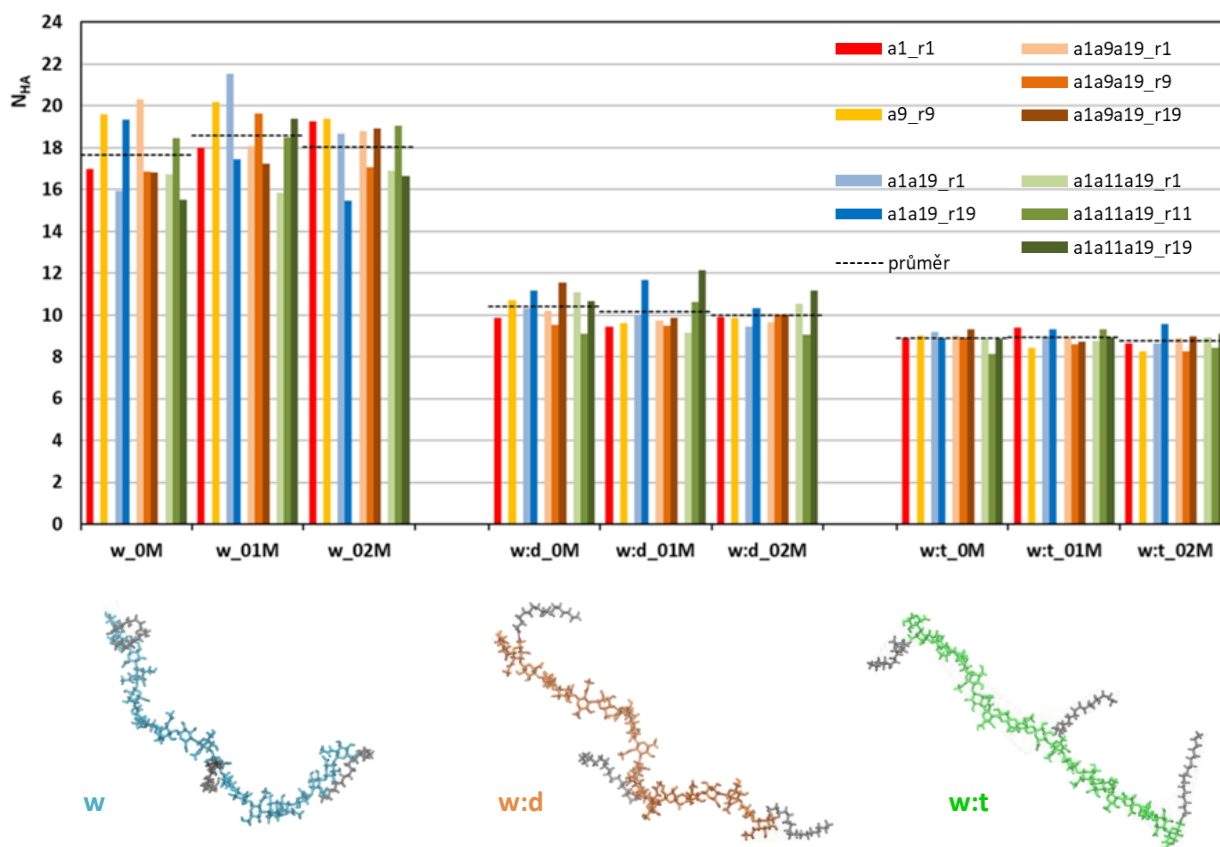 24
22
20
18
16
14
12
10
8
6
4
2
0
N_HA
a1_r1
a9_r9
a1a19_r1
a1a19_r19
průměr
a1a9a19_r1
a1a9a19_r9
a1a9a19_r19
a1a11a19_r1
a1a11a19_r11
a1a11a19_r19
w_0M w_01M w_02M w:d_0M w:d_01M w:d_02M w:t_0M w:t_01M w:t_02M
w w:d w:t